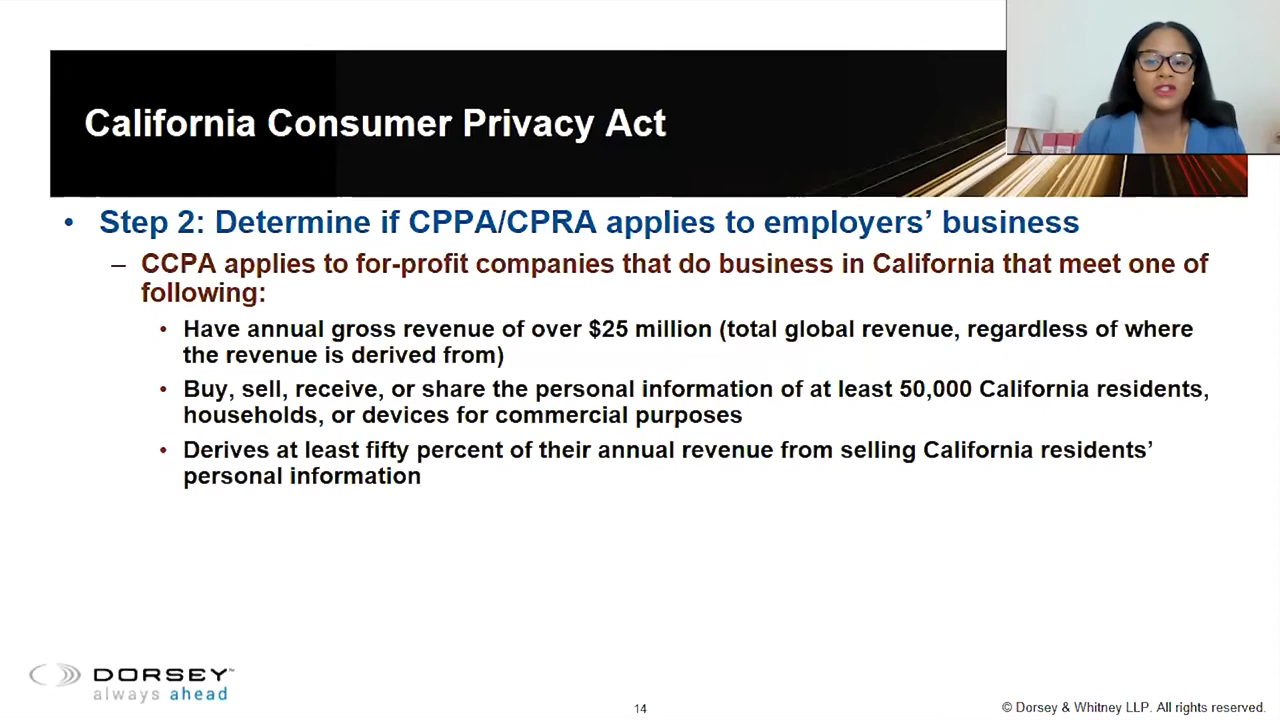 California Consumer Privacy Act
• Step 2: Determine if CPPA/CPRA applies to employers’ business
– CCPA applies to for-profit companies that do business in California that meet one of
following:
• Have annual gross revenue of over $25 million (total global revenue, regardless of where
the revenue is derived from)
• Buy, sell, receive, or share the personal information of at least 50,000 California residents,
households, or devices for commercial purposes
• Derives at least fifty percent of their annual revenue from selling California residents’
personal information
DORSEY™
always ahead
14
© Dorsey & Whitney LLP. All rights reserved.